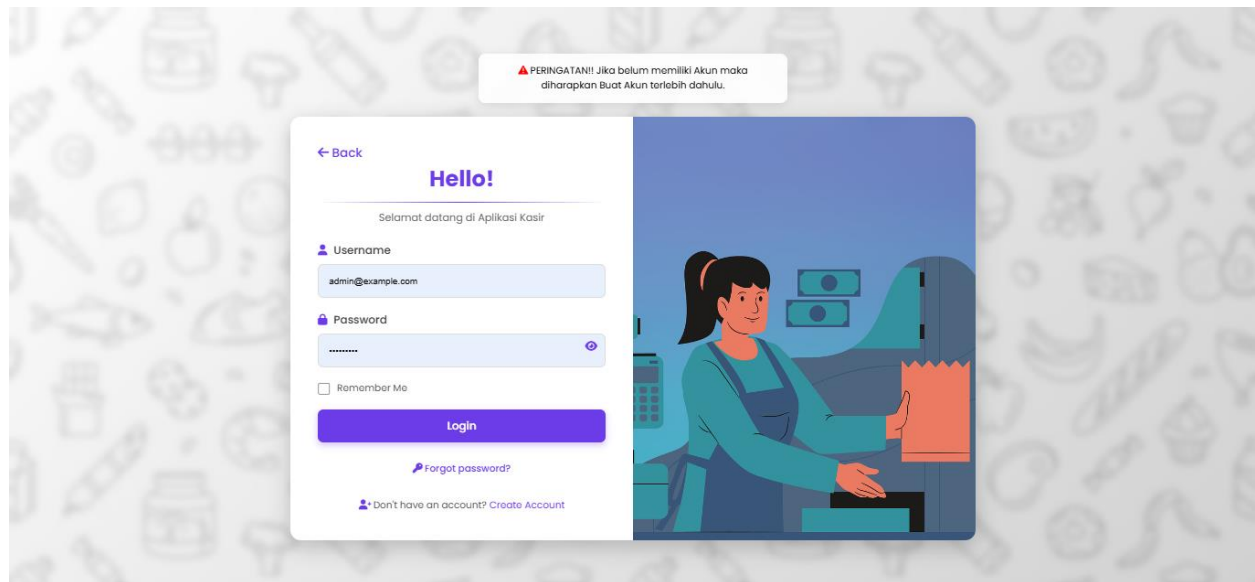 PERINGATAN!! Jika belum memiliki Akun maka
diharapkan Buat Akun terlebih dahulu.
Back
Hello!
Selamat datang di Aplikasi Kasir
Username
admin@example.com
Password
•••••••••
Remember Me
Login
Forgot password?
Don't have an account? Create Account